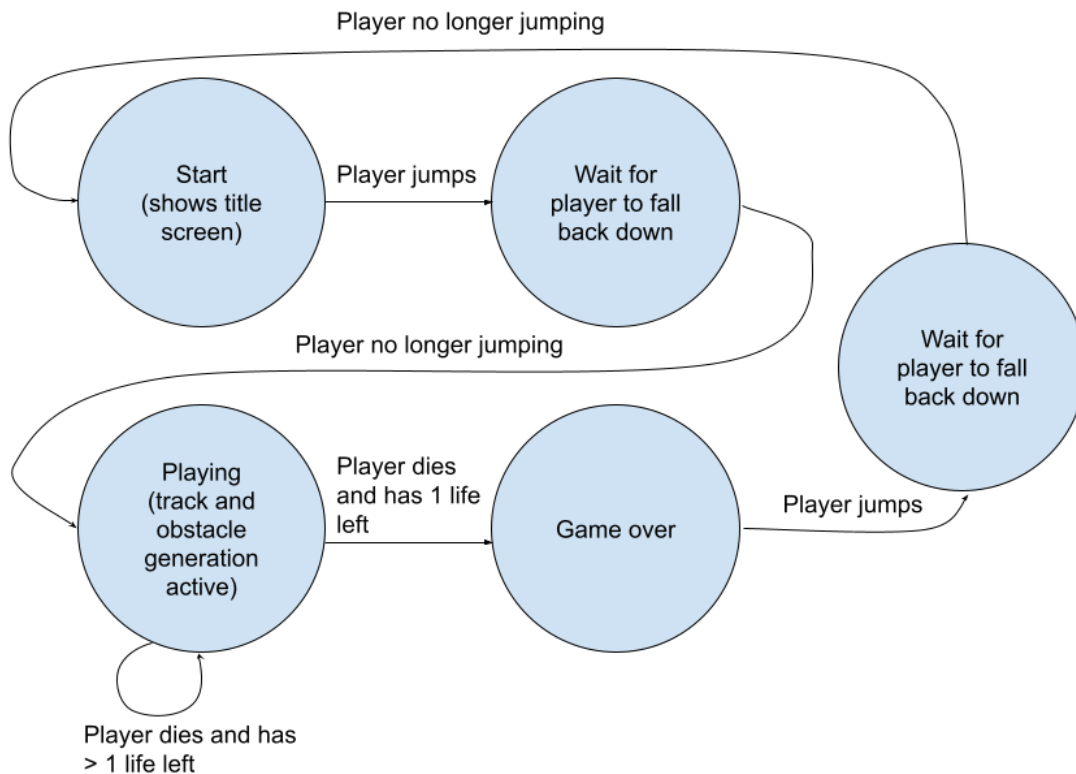 Player no longer jumping
Start
(shows title
screen)
Player jumps
Wait for
player to fall
back down
Player no longer jumping
Wait for
player to fall
back down
Playing
(track and
obstacle
generation
active)
Player dies
and has 1 life
left
Game over
Player jumps
Player dies and has
> 1 life left